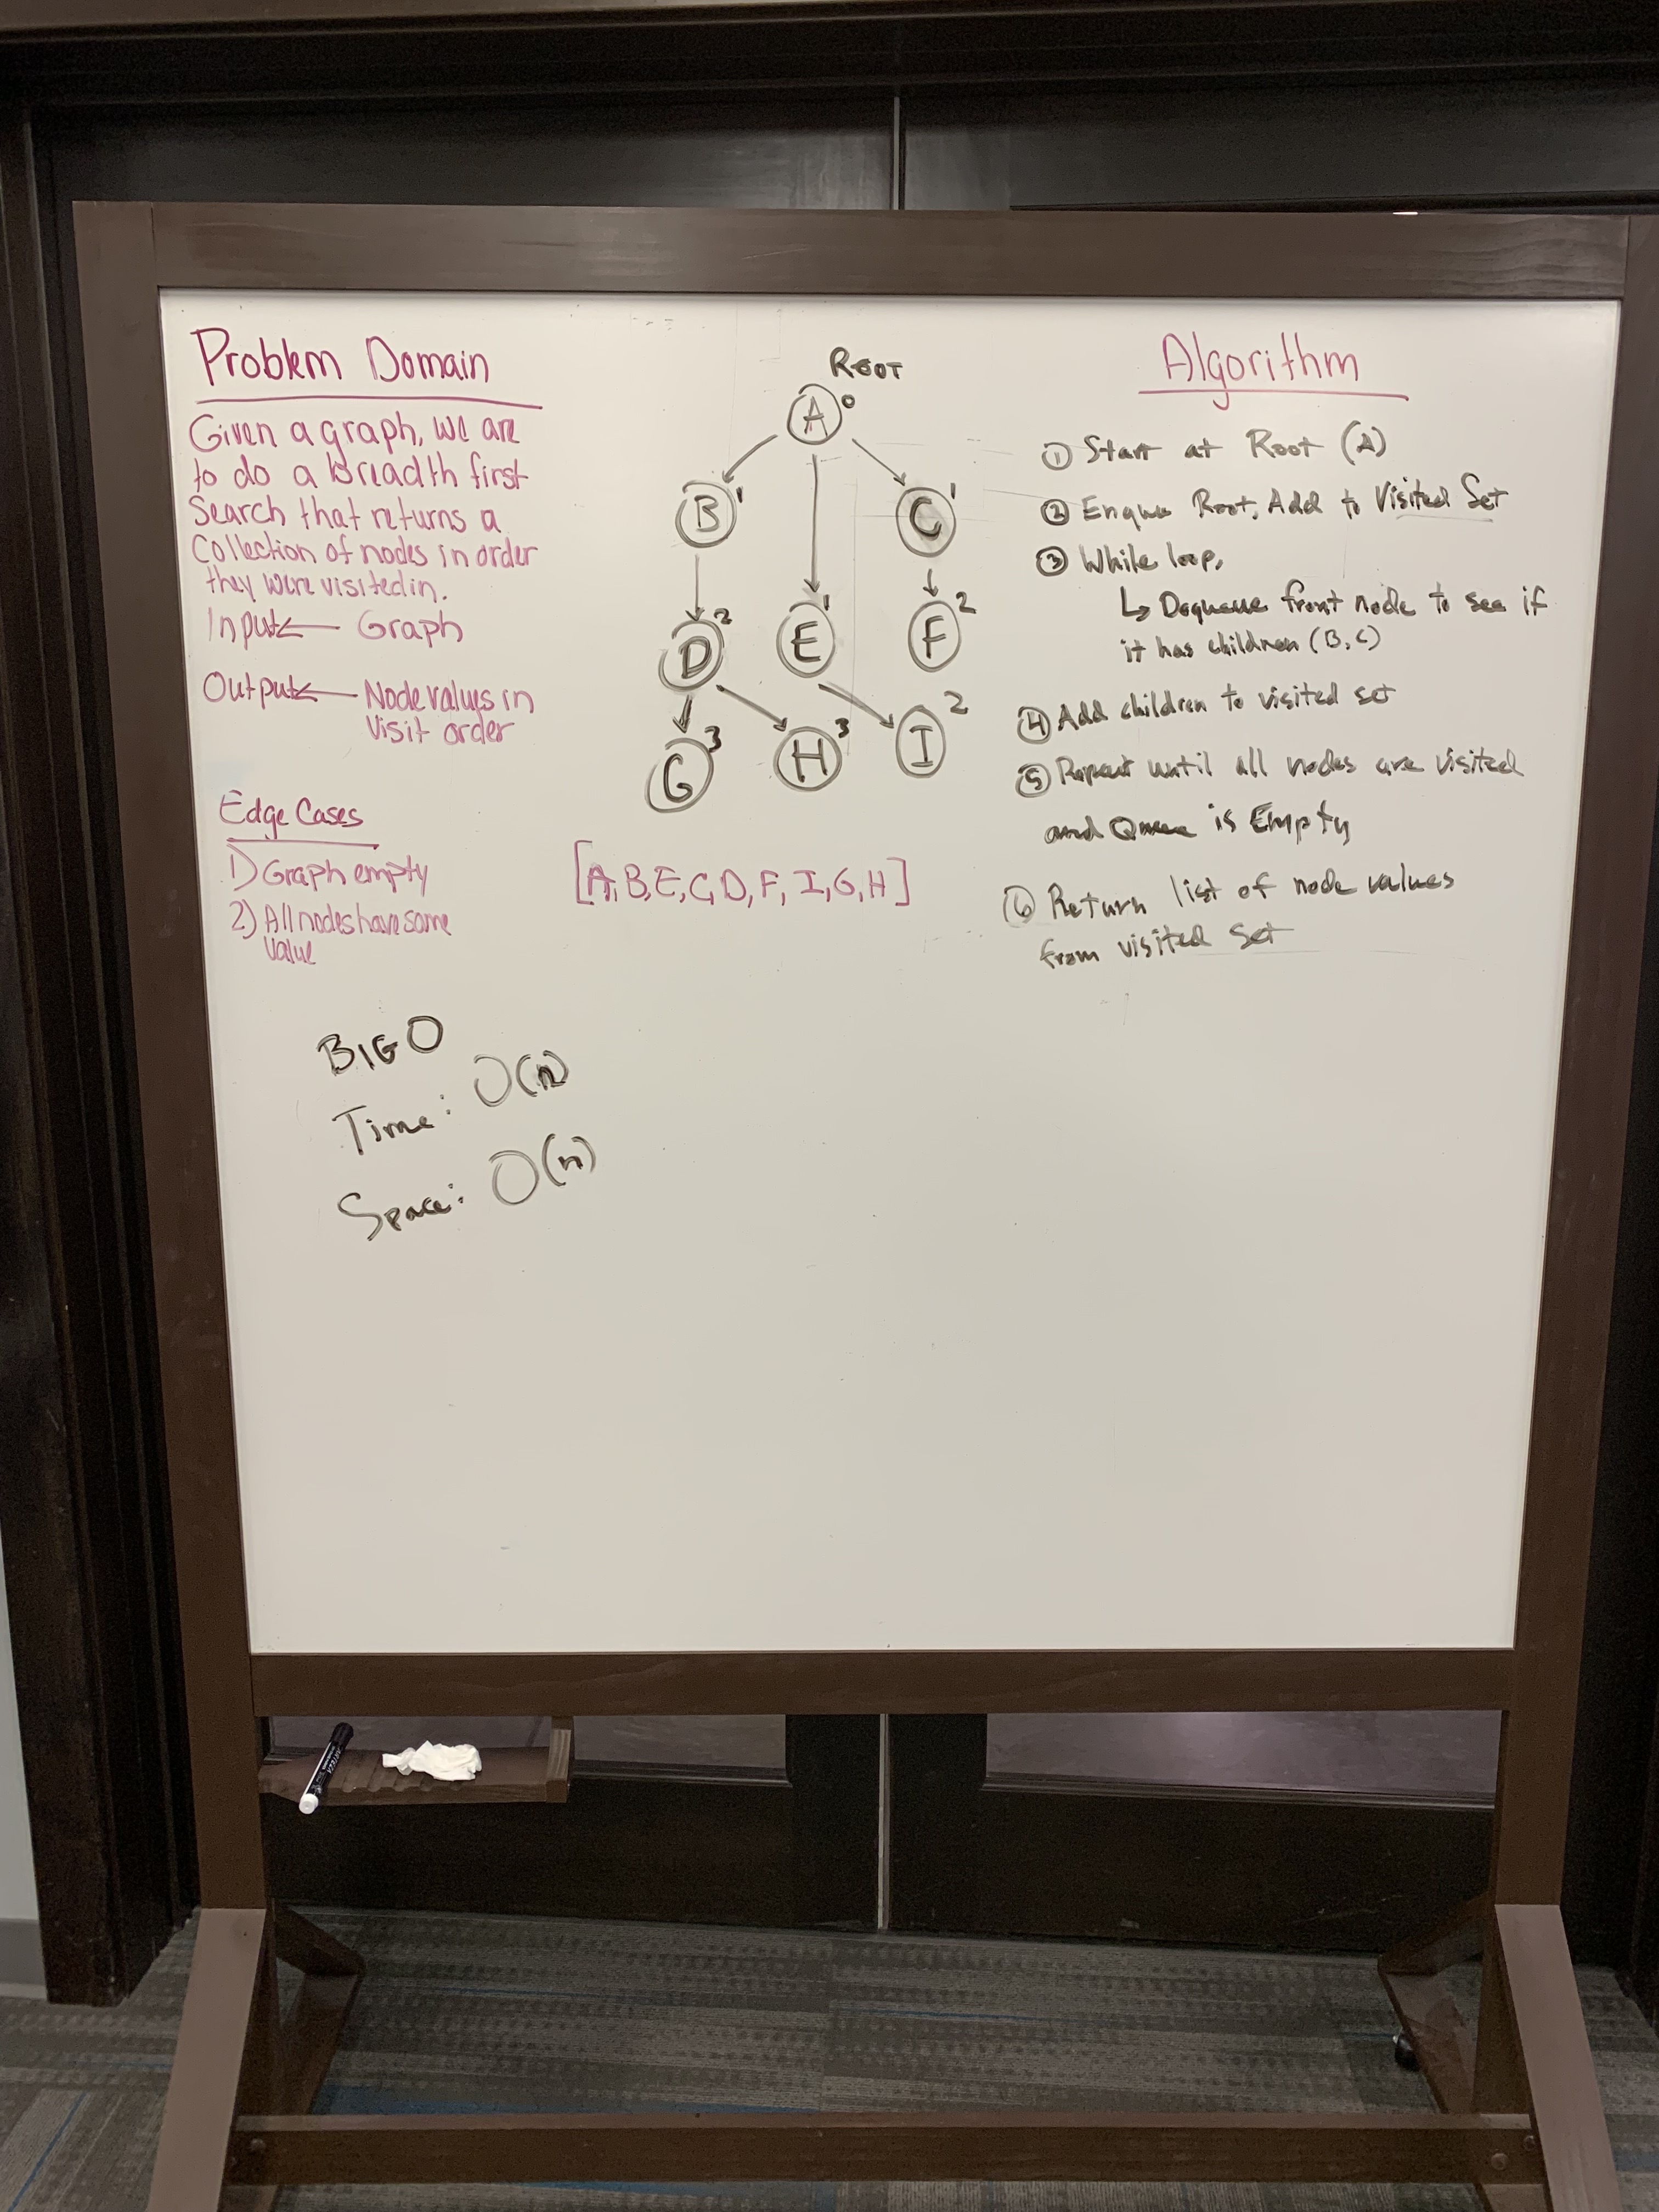 Problem Domain
Given a graph, we are
to do a breadth first
Search that returns a
Collection of nodes in order
they were visited in.
Input ← Graph
Output ← Node values in
Visit order
Edge Cases
1) Graph empty
2) All nodes have same
value
BIG O
Time: O(n)
Space: O(n)
ROOT
A 0
B 1
C 1
D 2
E 1
F 2
G 3
H 3
I 2
[A, B, E, C, D, F, I, G, H]
Algorithm
① Start at Root (A)
② Enqueue Root, Add to Visited Set
③ While loop,
↳ Dequeue front node to see if
it has children (B, C)
④ Add children to visited set
⑤ Repeat until all nodes are visited
and Queue is Empty
⑥ Return list of node values
from visited set